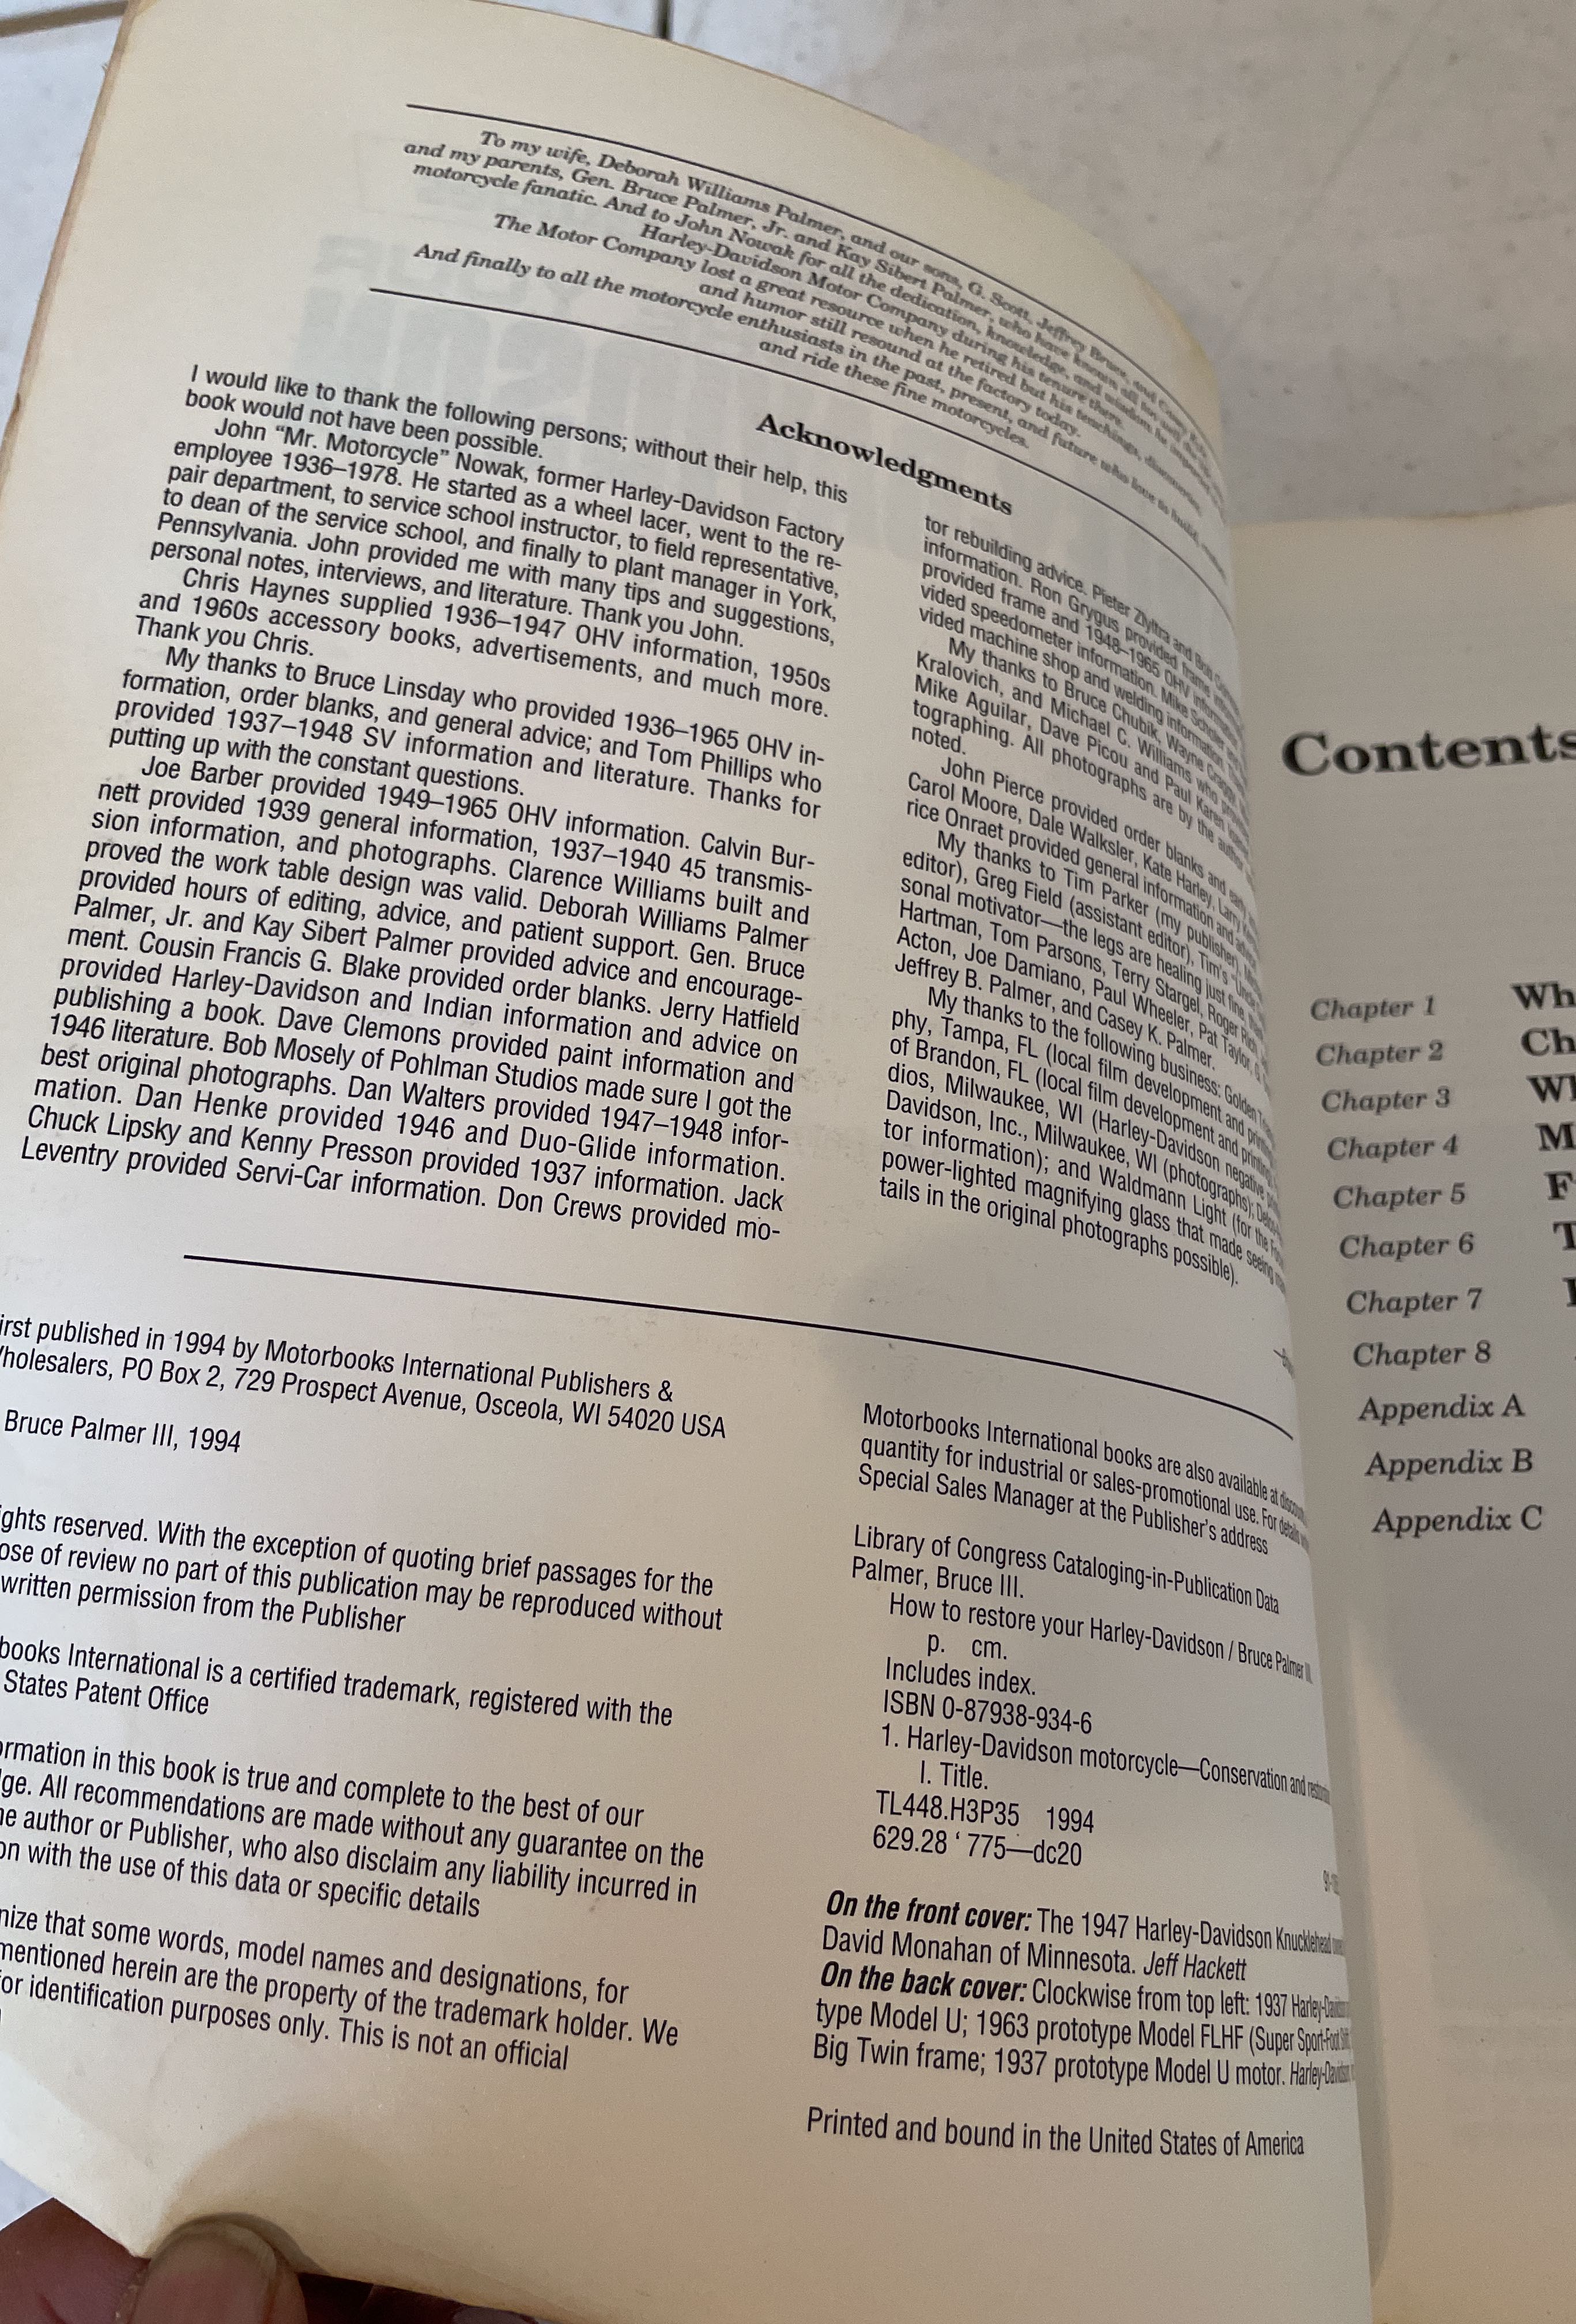 To my wife, Deborah Williams Palmer, and our sons, G. Scott, Jeffrey Bruce, and Casey
and my parents, Gen. Bruce Palmer, Jr. and Kay Sibert Palmer, who have known all too well
motorcycle fanatic. And to John Nowak for all the dedication, knowledge, and wisdom he imparted
Harley-Davidson Motor Company during his tenure there.
The Motor Company lost a great resource when he retired but his teachings, discoveries,
and humor still resound at the factory today.
And finally to all the motorcycle enthusiasts in the past, present, and future who love to build,
and ride these fine motorcycles.
Acknowledgments
I would like to thank the following persons; without their help, this
book would not have been possible.
John “Mr. Motorcycle” Nowak, former Harley-Davidson Factory
employee 1936–1978. He started as a wheel lacer, went to the re-
pair department, to service school instructor, to field representative,
to dean of the service school, and finally to plant manager in York,
Pennsylvania. John provided me with many tips and suggestions,
personal notes, interviews, and literature. Thank you John.
Chris Haynes supplied 1936–1947 OHV information, 1950s
and 1960s accessory books, advertisements, and much more.
Thank you Chris.
My thanks to Bruce Linsday who provided 1936–1965 OHV in-
formation, order blanks, and general advice; and Tom Phillips who
provided 1937–1948 SV information and literature. Thanks for
putting up with the constant questions.
Joe Barber provided 1949–1965 OHV information. Calvin Bur-
nett provided 1939 general information, 1937–1940 45 transmis-
sion information, and photographs. Clarence Williams built and
proved the work table design was valid. Deborah Williams Palmer
provided hours of editing, advice, and patient support. Gen. Bruce
Palmer, Jr. and Kay Sibert Palmer provided advice and encourage-
ment. Cousin Francis G. Blake provided order blanks. Jerry Hatfield
provided Harley-Davidson and Indian information and advice on
publishing a book. Dave Clemons provided paint information and
1946 literature. Bob Mosely of Pohlman Studios made sure I got the
best original photographs. Dan Walters provided 1947–1948 infor-
mation. Dan Henke provided 1946 and Duo-Glide information.
Chuck Lipsky and Kenny Presson provided 1937 information. Jack
Leventry provided Servi-Car information. Don Crews provided mo-
tor rebuilding advice. Pieter Zlyftra and Bob
information. Ron Grygus provided frame
provided frame and 1948–1965 OHV information
vided speedometer information. Mike
vided machine shop and welding information.
My thanks to Bruce Chubik, Wayne
Kralovich, and Michael C. Williams who
Mike Aguilar, Dave Picou and Paul Karen
tographing. All photographs are by the author
noted.
John Pierce provided order blanks and early
Carol Moore, Dale Walksler, Kate Harley, Larry
rice Onraet provided general information and
My thanks to Tim Parker (my publisher),
editor), Greg Field (assistant editor), Tim's
sonal motivator—the legs are healing just fine,
Hartman, Tom Parsons, Terry Stargel, Roger
Acton, Joe Damiano, Paul Wheeler, Pat Taylor, G.
Jeffrey B. Palmer, and Casey K. Palmer.
My thanks to the following business: Golden
phy, Tampa, FL (local film development and printing)
of Brandon, FL (local film development and printing)
dios, Milwaukee, WI (Harley-Davidson negative
Davidson, Inc., Milwaukee, WI (photographs);
tor information); and Waldmann Light (for the
power-lighted magnifying glass that made seeing
tails in the original photographs possible).
irst published in 1994 by Motorbooks International Publishers &
holesalers, PO Box 2, 729 Prospect Avenue, Osceola, WI 54020 USA
Bruce Palmer III, 1994
ghts reserved. With the exception of quoting brief passages for the
ose of review no part of this publication may be reproduced without
written permission from the Publisher
books International is a certified trademark, registered with the
States Patent Office
ormation in this book is true and complete to the best of our
ge. All recommendations are made without any guarantee on the
e author or Publisher, who also disclaim any liability incurred in
on with the use of this data or specific details
nize that some words, model names and designations, for
mentioned herein are the property of the trademark holder. We
or identification purposes only. This is not an official
Motorbooks International books are also available at discounts
quantity for industrial or sales-promotional use. For details
Special Sales Manager at the Publisher's address
Library of Congress Cataloging-in-Publication Data
Palmer, Bruce III.
How to restore your Harley-Davidson / Bruce Palmer III.
p. cm.
Includes index.
ISBN 0-87938-934-6
1. Harley-Davidson motorcycle—Conservation and
I. Title.
TL448.H3P35 1994
629.28 ‘ 775—dc20
On the front cover: The 1947 Harley-Davidson Knucklehead
David Monahan of Minnesota. Jeff Hackett
On the back cover: Clockwise from top left: 1937 Harley-Davidson
type Model U; 1963 prototype Model FLHF (Super Sport-Foot Shift)
Big Twin frame; 1937 prototype Model U motor. Harley-Davidson
Printed and bound in the United States of America
Contents
Chapter 1 Wh
Chapter 2 Ch
Chapter 3 Wh
Chapter 4 M
Chapter 5 F
Chapter 6 T
Chapter 7
Chapter 8
Appendix A
Appendix B
Appendix C